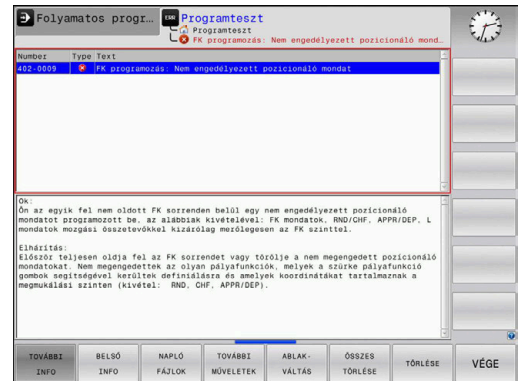 Folyamatos progr…
ERR
Programteszt
Programteszt
FK programozás: Nem engedélyezett pozicionáló mond…
Number Type Text
402-0009 FK programozás: Nem engedélyezett pozicionáló mondat
Ok:
Ön az egyik fel nem oldott FK sorrenden belül egy nem engedélyezett pozícionáló
mondatot programozott be, az alábbiak kivételével: FK mondatok, RND/CHF, APPR/DEP, L
mondatok mozgási összetevőkkel kizárólag merőlegesen az FK szinttel.
Elhárítás:
Először teljesen oldja fel az FK sorrendet vagy törölje a nem megengedett pozícionáló
mondatokat. Nem megengedettek az olyan pályafunkciók, melyek a szürke pályafunkció
gombok segítségével kerültek definiálásra és amelyek koordinátákat tartalmaznak a
megmukálási szinten (kivétel: RND, CHF, APPR/DEP).
TOVÁBBI
INFO
BELSŐ
INFO
NAPLÓ
FÁJLOK
TOVÁBBI
MŰVELETEK
ABLAK-
VÁLTÁS
ÖSSZES
TÖRLÉSE
TÖRLÉSE
VÉGE